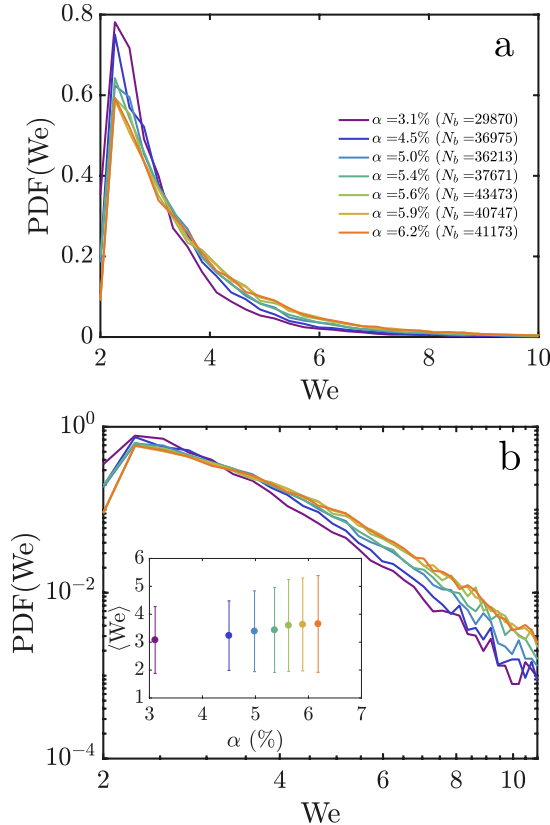 0.8
0.6
0.4
0.2
0
PDF(We)
a
α =3.1% (N_b =29870)
α =4.5% (N_b =36975)
α =5.0% (N_b =36213)
α =5.4% (N_b =37671)
α =5.6% (N_b =43473)
α =5.9% (N_b =40747)
α =6.2% (N_b =41173)
2 4 6 8 10
We
10^0
10^-2
10^-4
PDF(We)
b
6
5
4
3
2
1
⟨We⟩
3 4 5 6 7
α (%)
2 4 6 8 10
We